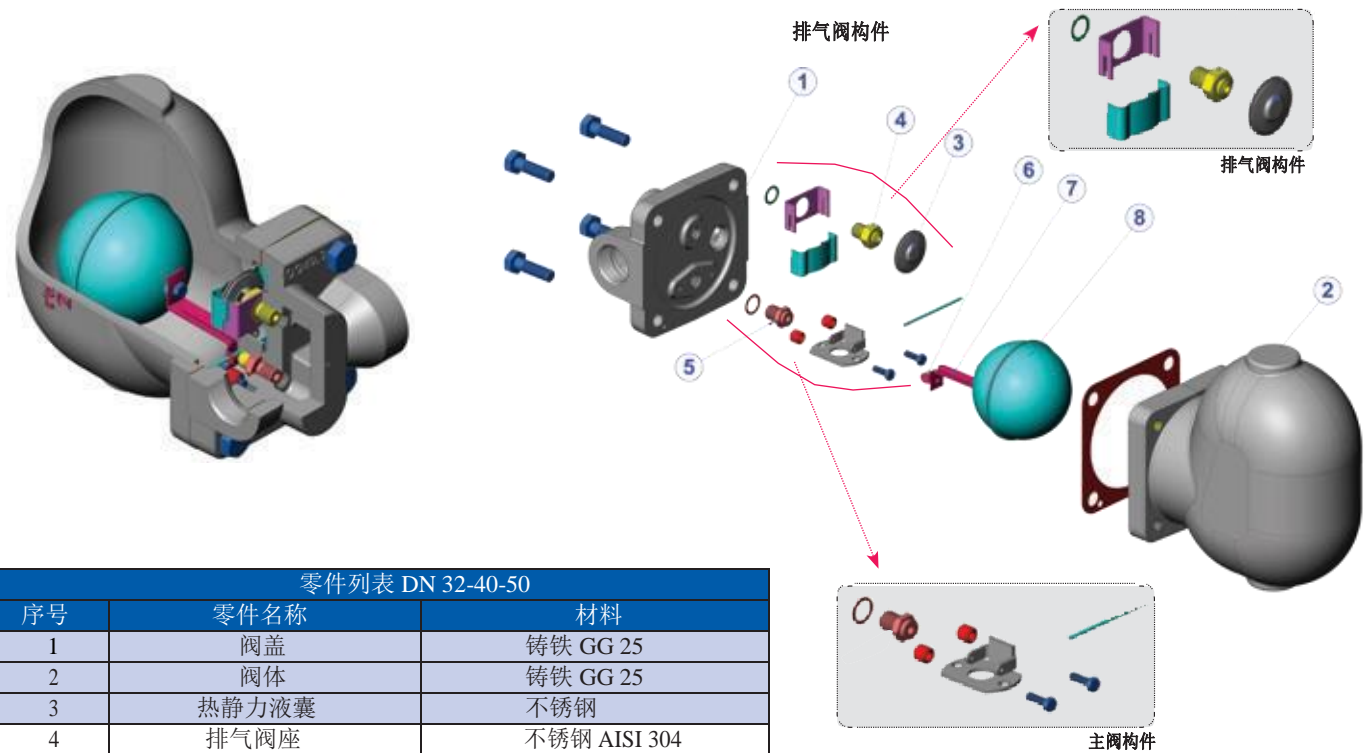 排气阀构件
1
4
3
6
7
8
2
5
排气阀构件
主阀构件
零件列表 DN 32-40-50
序号 零件名称 材料
1 阀盖 铸铁 GG 25
2 阀体 铸铁 GG 25
3 热静力液囊 不锈钢
4 排气阀座 不锈钢 AISI 304